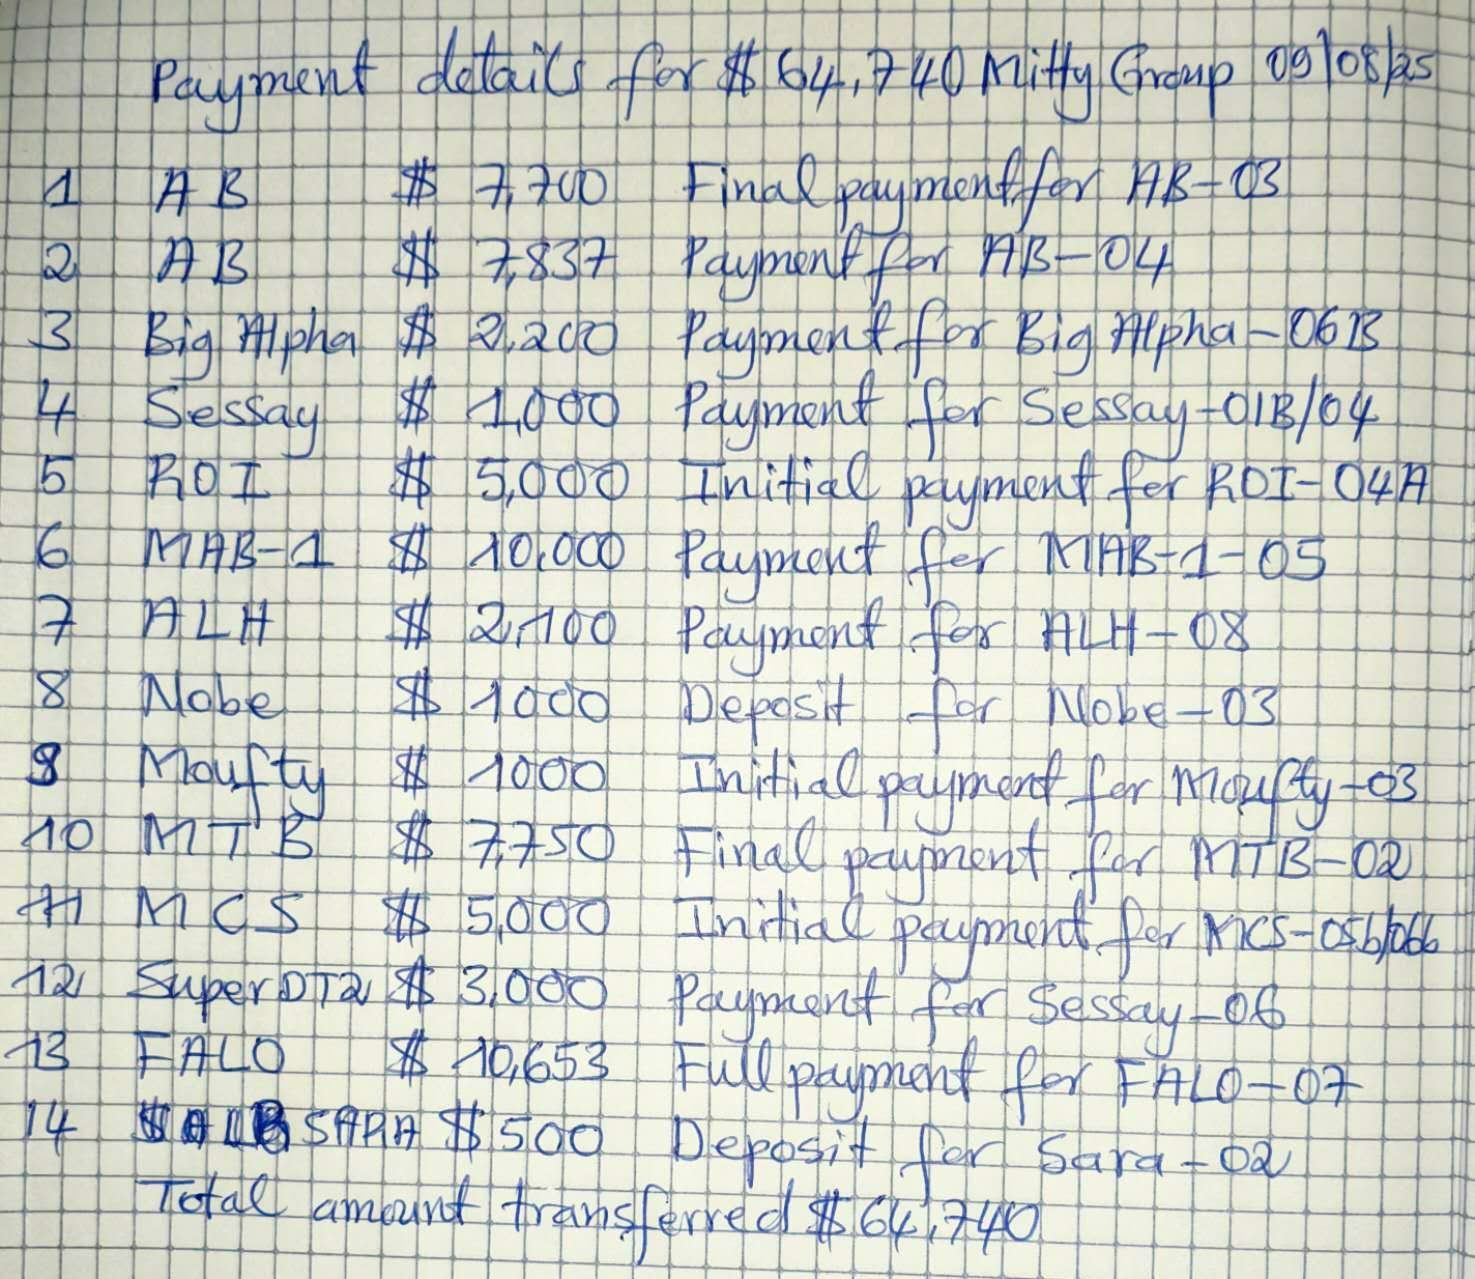 Payment details for $ 64,740 Mitty Group 09/08/25
1 AB $ 7,700 Final payment for AB-03
2 AB $ 7,837 Payment for AB-04
3 Big Alpha $ 2,200 Payment for Big Alpha-06B
4 Sessay $ 1,000 Payment for Sessay-01B/04
5 ROI $ 5,000 Initial payment for ROI-04A
6 MAB-1 $ 10,000 Payment for MAB-1-05
7 ALH $ 2,100 Payment for ALH-08
8 Nobe $ 1000 Deposit for Nobe-03
9 Moufty $ 1000 Initial payment for Moufty-03
10 MTB $ 7,750 Final payment for MTB-02
11 MCS $ 5,000 Initial payment for MCS-05b/06b
12 Super DT2 $ 3,000 Payment for Sessay-06
13 FALO $ 10,653 Full payment for FALO-07
14 SARA $ 500 Deposit for Sara-02
Total amount transferred $ 64,740